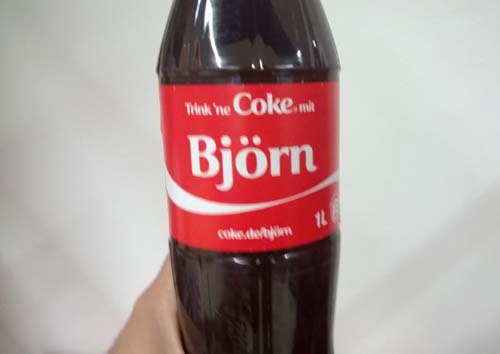 Trink 'ne Coke® mit
Björn
1L
coke.de/björn